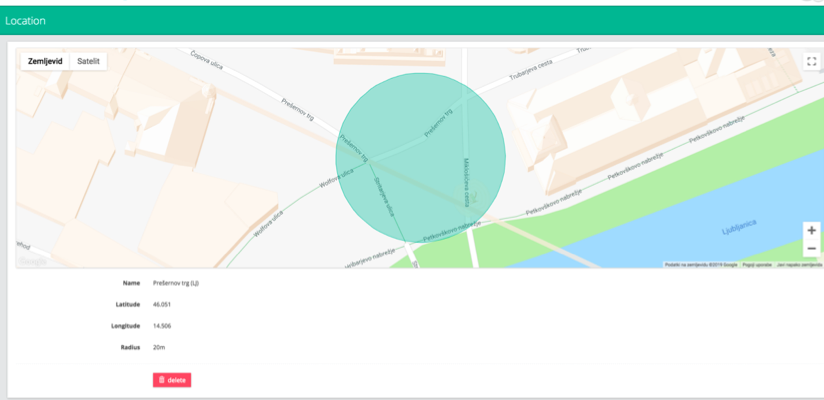 Location
Zemljevid Satelit
Čopova ulica
Trubarjeva cesta
Prešernov trg
Prešernov trg
Prešernov trg
Wolfova ulica
Wolfova ulica
Stritarjeva ulica
Miklošičeva cesta
Petkovškovo nabrežje
Petkovškovo nabrežje
Petkovškovo nabrežje
Petkovškovo nabrežje
Ljubljanica
Google
Podatki na zemljevidu ©2019 Google Pogoji uporabe Javi napako zemljevida
Name Prešernov trg (LJ)
Latitude 46.051
Longitude 14.506
Radius 20m
delete